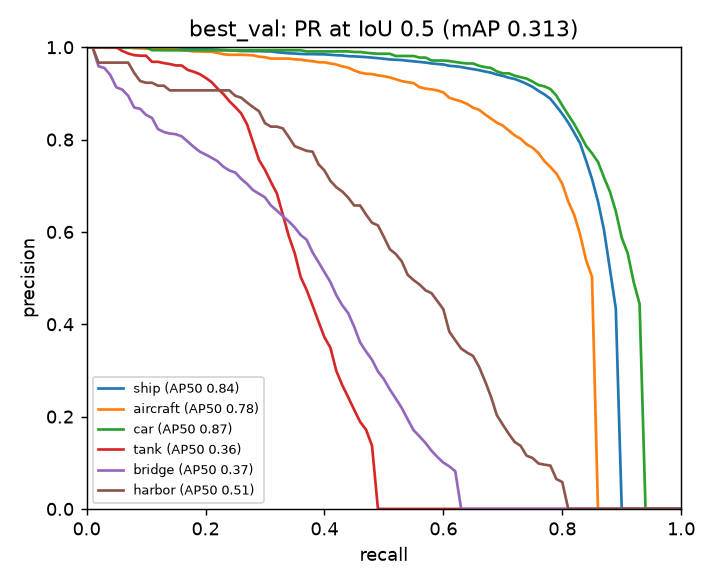 best_val: PR at IoU 0.5 (mAP 0.313)
1.0
0.8
0.6
0.4
0.2
0.0
precision
ship (AP50 0.84)
aircraft (AP50 0.78)
car (AP50 0.87)
tank (AP50 0.36)
bridge (AP50 0.37)
harbor (AP50 0.51)
0.0 0.2 0.4 0.6 0.8 1.0
recall